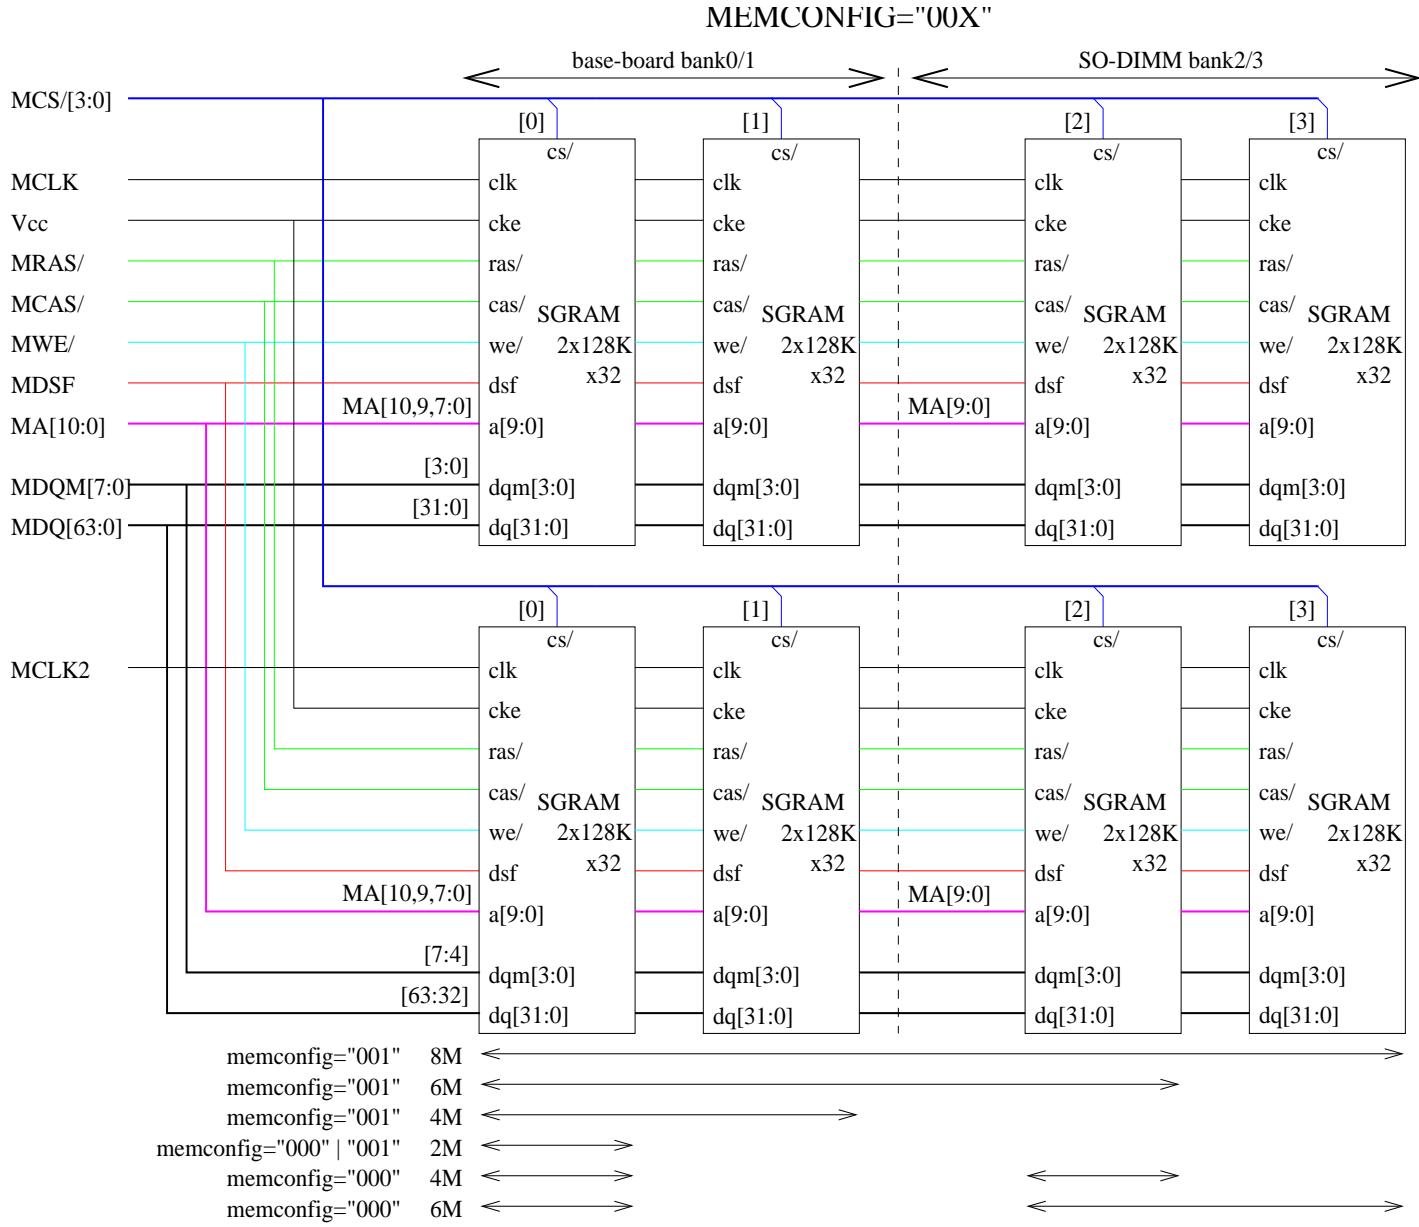 MEMCONFIG="00X"
base-board bank0/1 SO-DIMM bank2/3
MCS/[3:0]
[0] [1] [2] [3]
cs/ cs/ cs/ cs/
MCLK clk clk clk clk
Vcc cke cke cke cke
MRAS/ ras/ ras/ ras/ ras/
MCAS/ cas/ cas/ cas/ cas/
SGRAM SGRAM SGRAM SGRAM
MWE/ we/ 2x128K we/ 2x128K we/ 2x128K we/ 2x128K
x32 x32 x32 x32
MDSF dsf dsf dsf dsf
MA[10,9,7:0] MA[9:0]
MA[10:0] a[9:0] a[9:0] a[9:0] a[9:0]
[3:0]
MDQM[7:0] dqm[3:0] dqm[3:0] dqm[3:0] dqm[3:0]
[31:0]
MDQ[63:0] dq[31:0] dq[31:0] dq[31:0] dq[31:0]
[0] [1] [2] [3]
cs/ cs/ cs/ cs/
MCLK2 clk clk clk clk
cke cke cke cke
ras/ ras/ ras/ ras/
cas/ cas/ cas/ cas/
SGRAM SGRAM SGRAM SGRAM
we/ 2x128K we/ 2x128K we/ 2x128K we/ 2x128K
x32 x32 x32 x32
dsf dsf dsf dsf
MA[10,9,7:0] MA[9:0]
a[9:0] a[9:0] a[9:0] a[9:0]
[7:4]
dqm[3:0] dqm[3:0] dqm[3:0] dqm[3:0]
[63:32]
dq[31:0] dq[31:0] dq[31:0] dq[31:0]
memconfig="001" 8M
memconfig="001" 6M
memconfig="001" 4M
memconfig="000" | "001" 2M
memconfig="000" 4M
memconfig="000" 6M